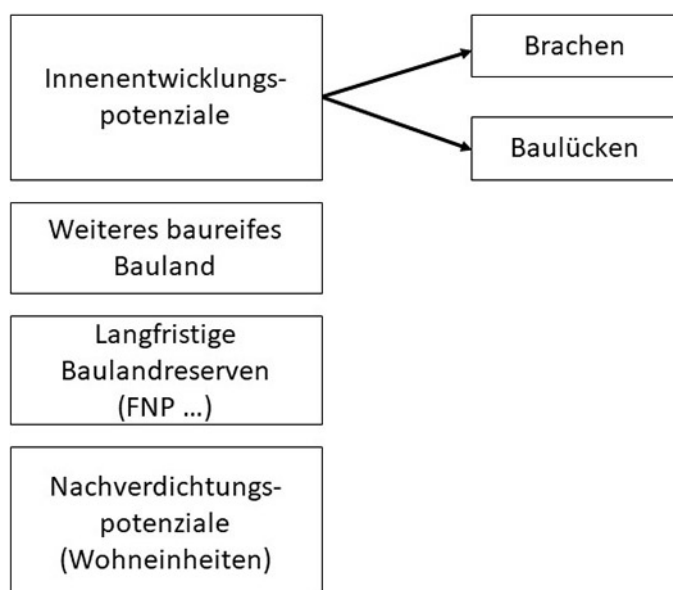 Innenentwicklungs-
potenziale
Brachen
Baulücken
Weiteres baureifes
Bauland
Langfristige
Baulandreserven
(FNP ...)
Nachverdichtungs-
potenziale
(Wohneinheiten)